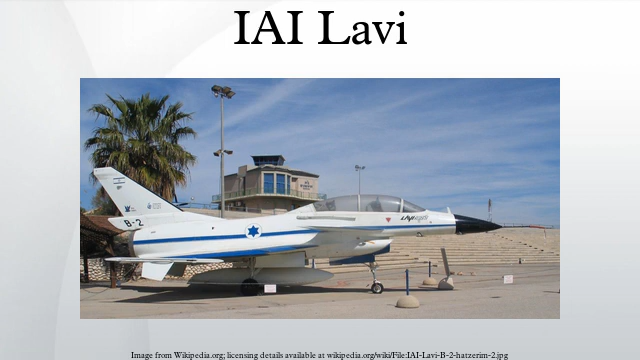 IAI Lavi
B-2
LAVI
Image from Wikipedia.org; licensing details available at wikipedia.org/wiki/File:IAI-Lavi-B-2-hatzerim-2.jpg